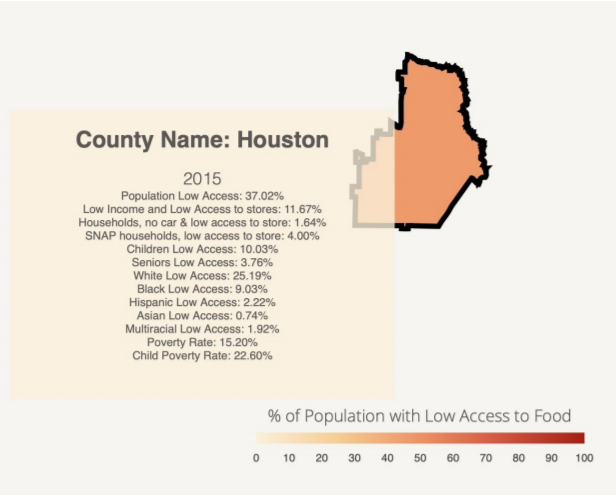 County Name: Houston
2015
Population Low Access: 37.02%
Low Income and Low Access to stores: 11.67%
Households, no car & low access to store: 1.64%
SNAP households, low access to store: 4.00%
Children Low Access: 10.03%
Seniors Low Access: 3.76%
White Low Access: 25.19%
Black Low Access: 9.03%
Hispanic Low Access: 2.22%
Asian Low Access: 0.74%
Multiracial Low Access: 1.92%
Poverty Rate: 15.20%
Child Poverty Rate: 22.60%
% of Population with Low Access to Food
0 10 20 30 40 50 60 70 80 90 100